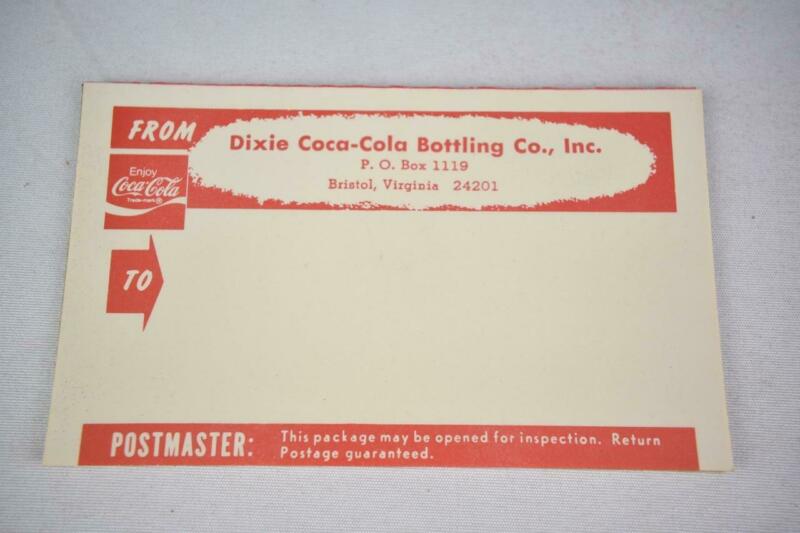 FROM
Dixie Coca-Cola Bottling Co., Inc.
P. O. Box 1119
Bristol, Virginia 24201
Enjoy
Coca-Cola
Trade-mark ®
TO
POSTMASTER: This package may be opened for inspection. Return
Postage guaranteed.